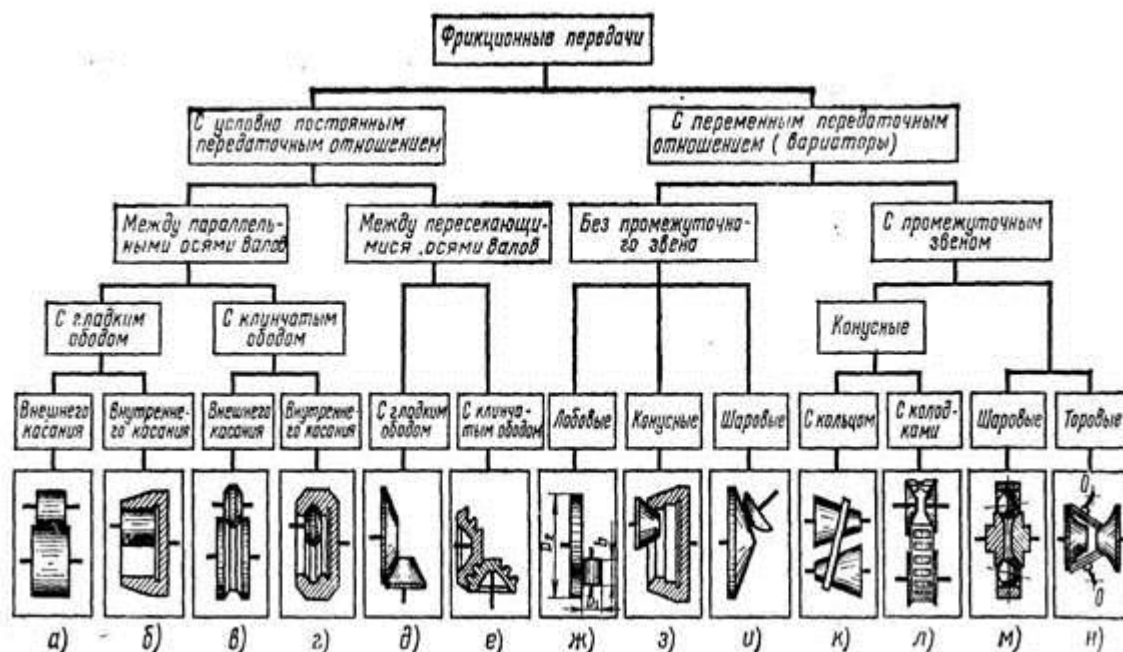 Фрикционные передачи
С условно постоянным
передаточным отношением
С переменным передаточным
отношением (вариаторы)
Между параллель-
ными осями валов
Между пересекающи-
мися осями валов
Без промежуточно-
го звена
С промежуточным
звеном
С гладким
ободом
С клинчатым
ободом
Конусные
Внешнего
касания
Внутренне-
го касания
Внешнего
касания
Внутренне-
го касания
С гладким
ободом
С клинча-
тым ободом
Лобовые
Конусные
Шаровые
С кольцом
С колод-
ками
Шаровые
Торовые
D₂
D₁
b
O
O
а)
б)
в)
г)
д)
е)
ж)
з)
и)
к)
л)
м)
н)